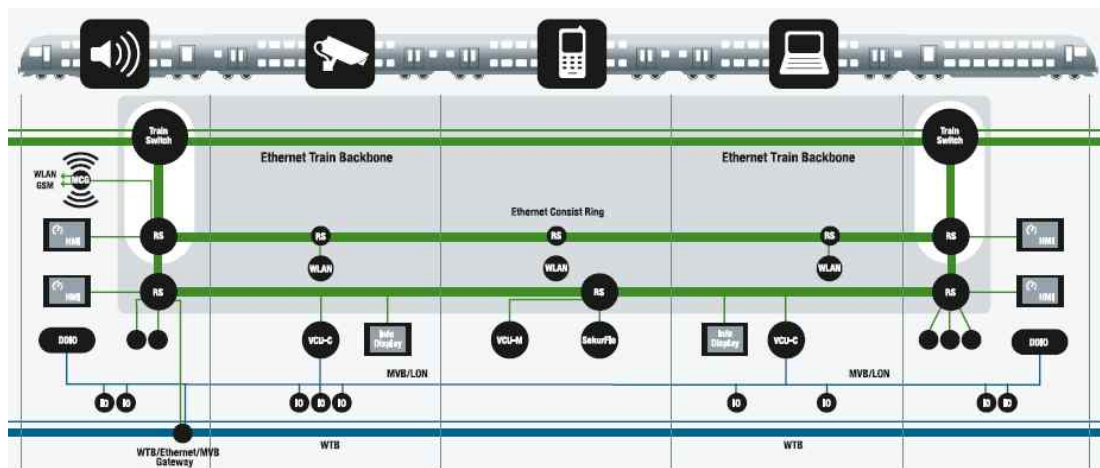 Train
Switch
Train
Switch
Ethernet Train Backbone
Ethernet Train Backbone
WLAN
GSM
MCG
Ethernet Consist Ring
HMI
RS
RS
RS
RS
RS
HMI
WLAN
WLAN
WLAN
HMI
RS
RS
RS
HMI
DDIO
VCU-C
Info
Display
VCU-M
SekurFlo
Info
Display
VCU-C
DDIO
MVB/LON
MVB/LON
IO
IO
IO
IO
IO
IO
IO
IO
WTB/Ethernet/MVB
Gateway
WTB
WTB